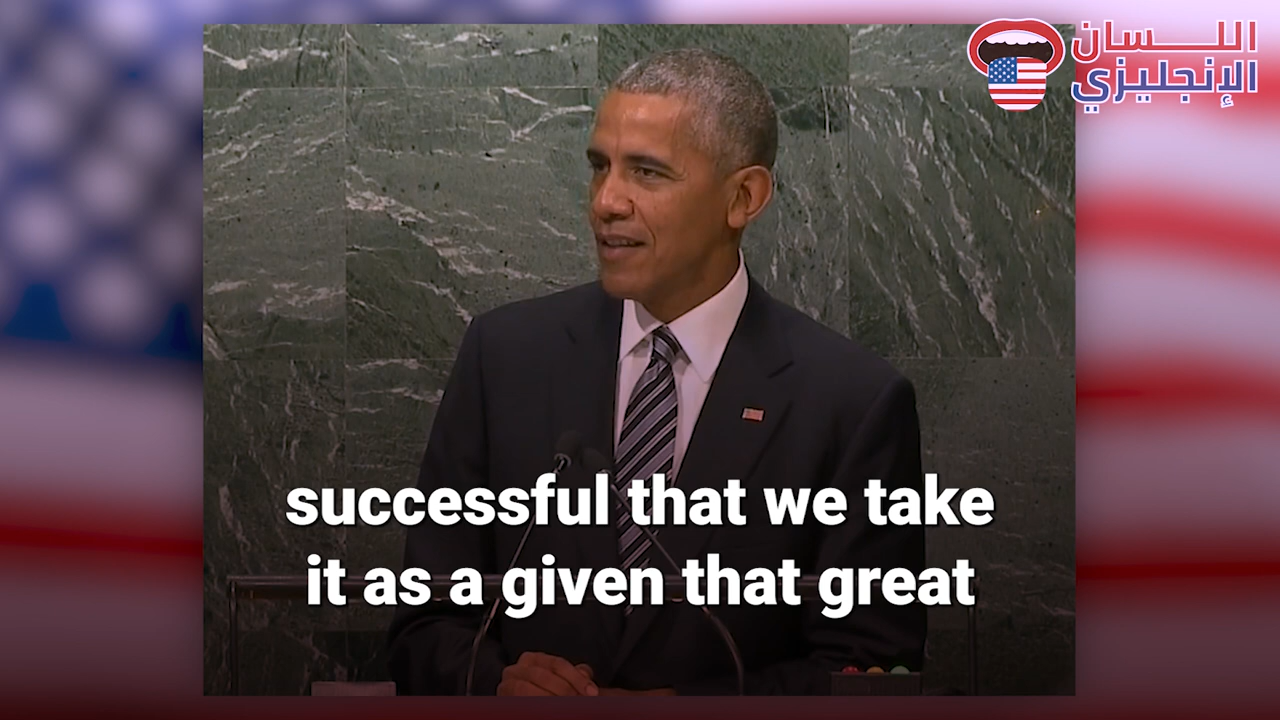 اللسان
الإنجليزي
successful that we take
it as a given that great